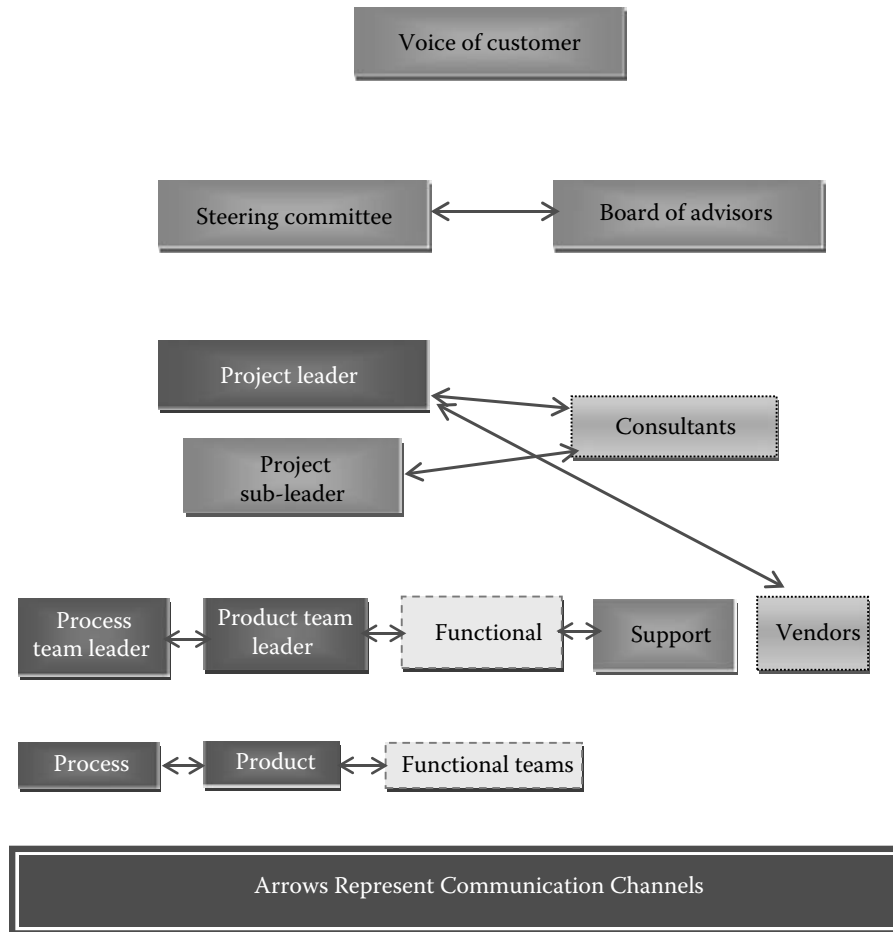 Voice of customer
Steering committee
Board of advisors
Project leader
Consultants
Project
sub-leader
Process
team leader
Product team
leader
Functional
Support
Vendors
Process
Product
Functional teams
Arrows Represent Communication Channels